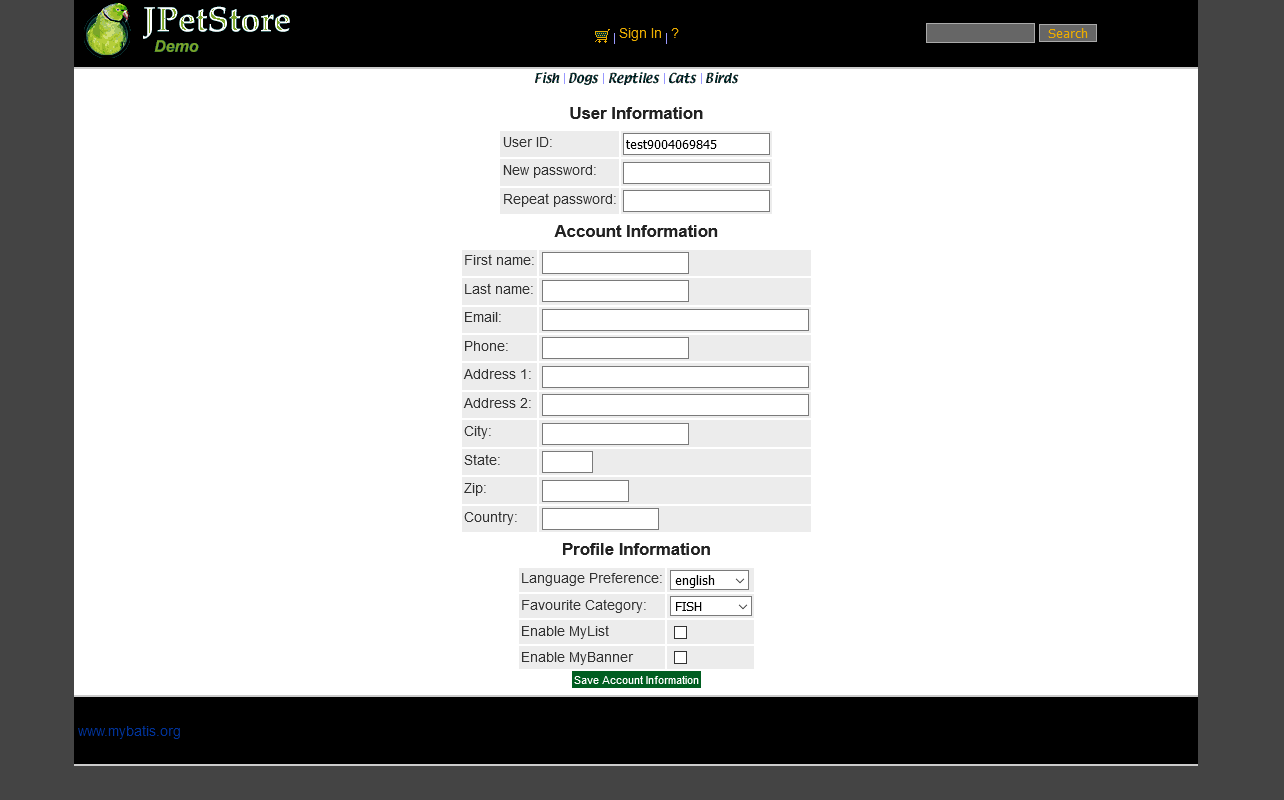 JPetStore
Demo
Sign In
?
Search
Fish
Dogs
Reptiles
Cats
Birds
User Information
User ID: test9004069845
New password:
Repeat password:
Account Information
First name:
Last name:
Email:
Phone:
Address 1:
Address 2:
City:
State:
Zip:
Country:
Profile Information
Language Preference: english
Favourite Category: FISH
Enable MyList
Enable MyBanner
Save Account Information
www.mybatis.org